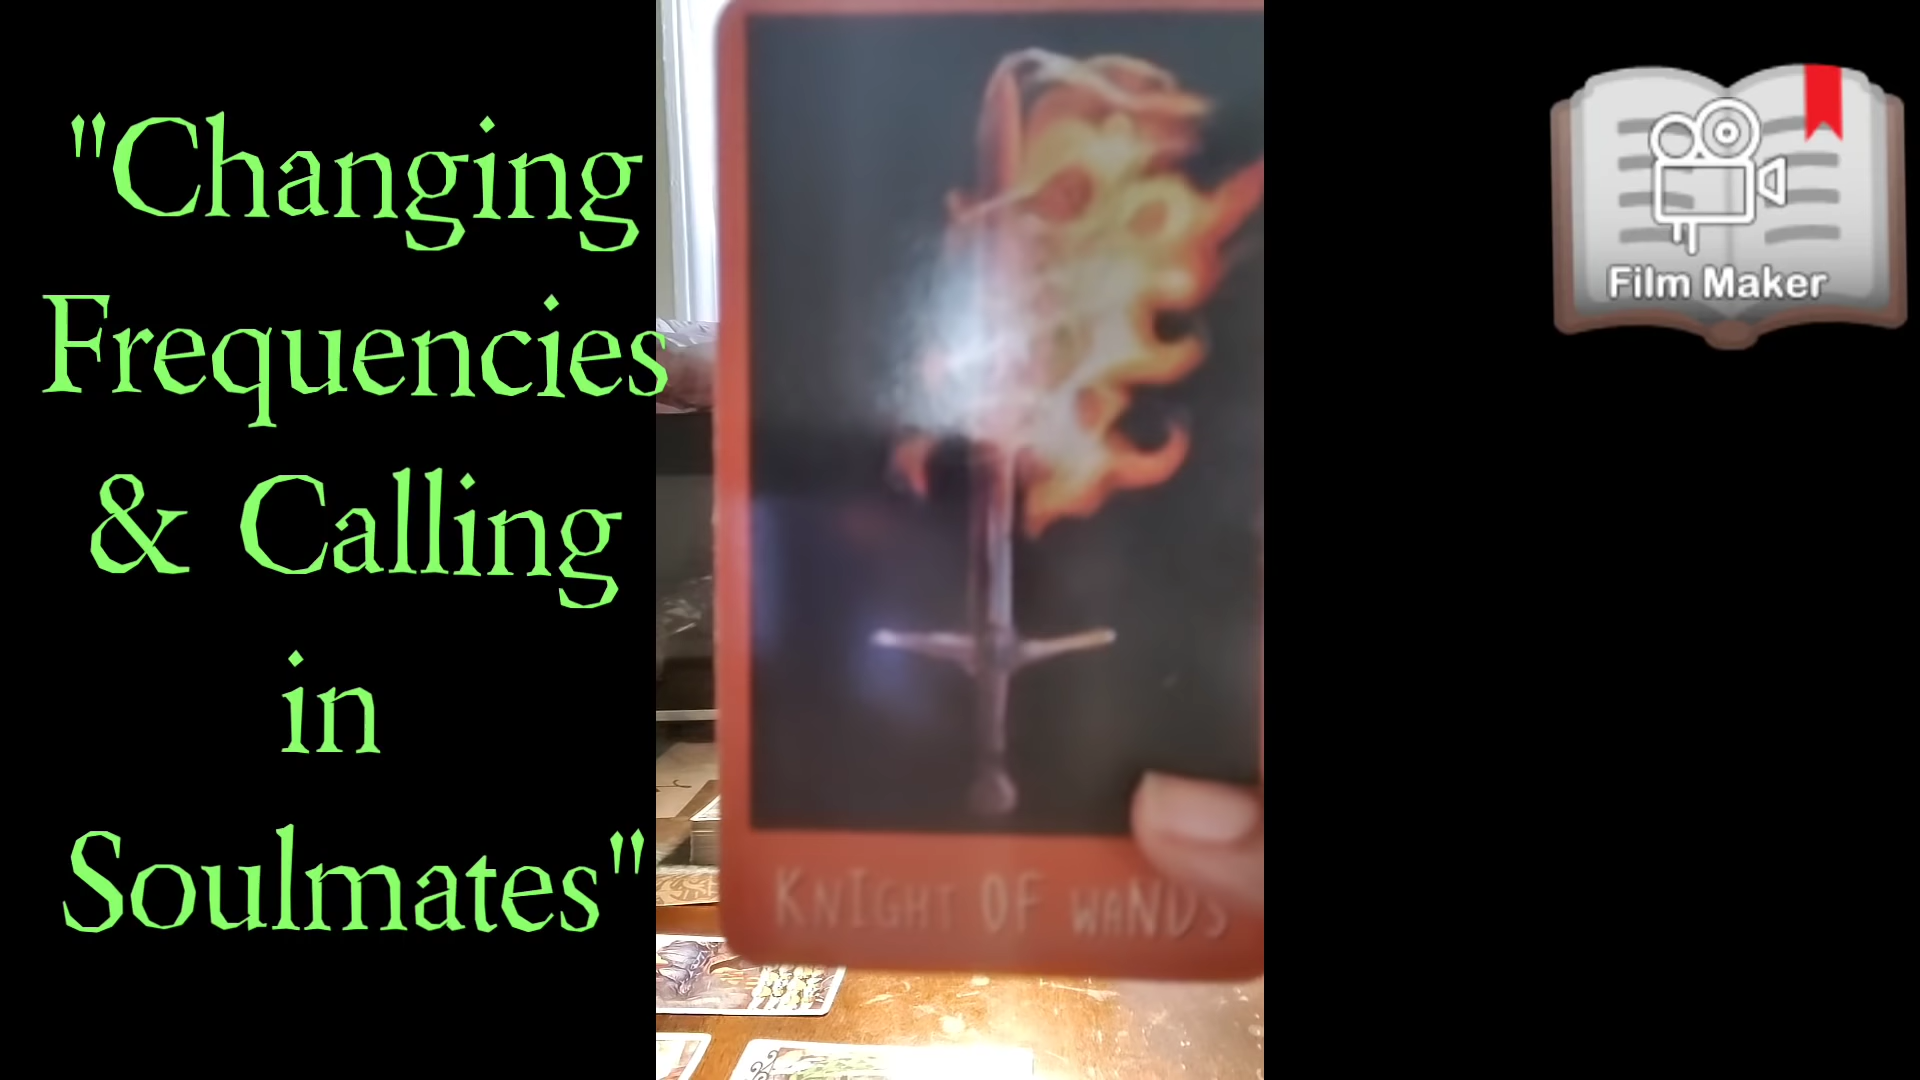 "Changing
Frequencies
& Calling
in
Soulmates"
KNIGHT OF WANDS
Film Maker